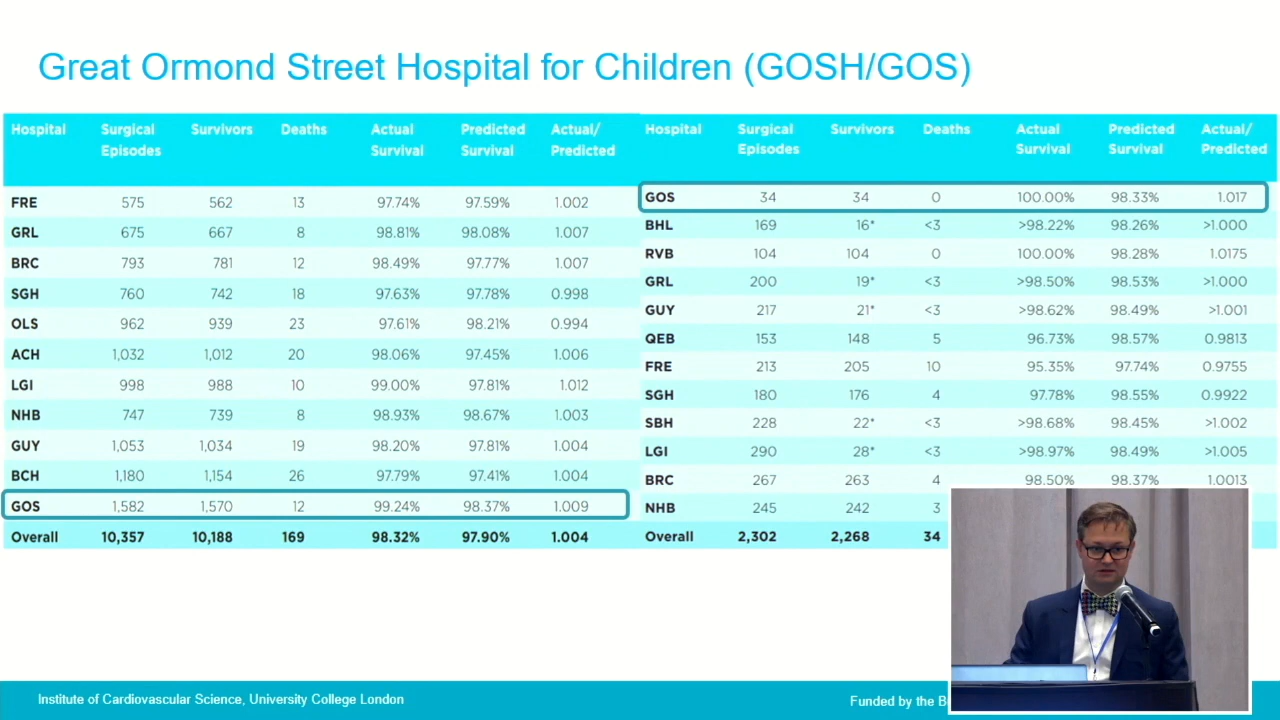 Great Ormond Street Hospital for Children (GOSH/GOS)
Hospital Surgical Episodes Survivors Deaths Actual Survival Predicted Survival Actual/ Predicted
FRE 575 562 13 97.74% 97.59% 1.002
GRL 675 667 8 98.81% 98.08% 1.007
BRC 793 781 12 98.49% 97.77% 1.007
SGH 760 742 18 97.63% 97.78% 0.998
OLS 962 939 23 97.61% 98.21% 0.994
ACH 1,032 1,012 20 98.06% 97.45% 1.006
LGI 998 988 10 99.00% 97.81% 1.012
NHB 747 739 8 98.93% 98.67% 1.003
GUY 1,053 1,034 19 98.20% 97.81% 1.004
BCH 1,180 1,154 26 97.79% 97.41% 1.004
GOS 1,582 1,570 12 99.24% 98.37% 1.009
Overall 10,357 10,188 169 98.32% 97.90% 1.004
Hospital Surgical Episodes Survivors Deaths Actual Survival Predicted Survival Actual/ Predicted
GOS 34 34 0 100.00% 98.33% 1.017
BHL 169 16* <3 >98.22% 98.26% >1.000
RVB 104 104 0 100.00% 98.28% 1.0175
GRL 200 19* <3 >98.50% 98.53% >1.000
GUY 217 21* <3 >98.62% 98.49% >1.001
QEB 153 148 5 96.73% 98.57% 0.9813
FRE 213 205 10 95.35% 97.74% 0.9755
SGH 180 176 4 97.78% 98.55% 0.9922
SBH 228 22* <3 >98.68% 98.45% >1.002
LGI 290 28* <3 >98.97% 98.49% >1.005
BRC 267 263 4 98.50% 98.37% 1.0013
NHB 245 242 3
Overall 2,302 2,268 34
Institute of Cardiovascular Science, University College London
Funded by the